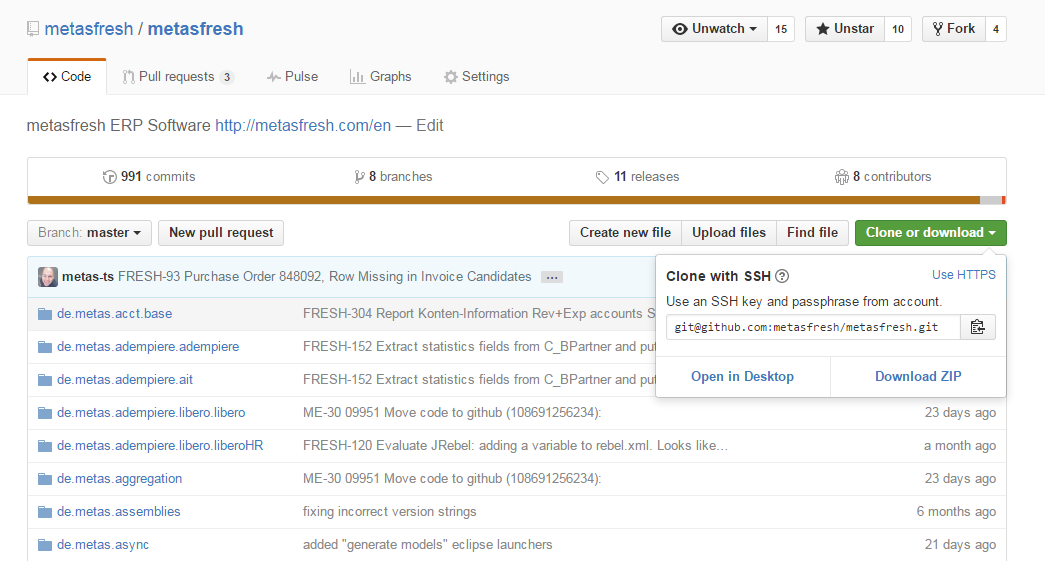 metasfresh / metasfresh
Unwatch 15 Unstar 10 Fork 4
Code Pull requests 3 Pulse Graphs Settings
metasfresh ERP Software http://metasfresh.com/en — Edit
991 commits 8 branches 11 releases 8 contributors
Branch: master New pull request Create new file Upload files Find file Clone or download
metas-ts FRESH-93 Purchase Order 848092, Row Missing in Invoice Candidates ...
Clone with SSH ? Use HTTPS
Use an SSH key and passphrase from account.
git@github.com:metasfresh/metasfresh.git
Open in Desktop Download ZIP
de.metas.acct.base FRESH-304 Report Konten-Information Rev+Exp accounts S
de.metas.adempiere.adempiere FRESH-152 Extract statistics fields from C_BPartner and put
de.metas.adempiere.ait FRESH-152 Extract statistics fields from C_BPartner and put
de.metas.adempiere.libero.libero ME-30 09951 Move code to github (108691256234): 23 days ago
de.metas.adempiere.libero.liberoHR FRESH-120 Evaluate JRebel: adding a variable to rebel.xml. Looks like... a month ago
de.metas.aggregation ME-30 09951 Move code to github (108691256234): 23 days ago
de.metas.assemblies fixing incorrect version strings 6 months ago
de.metas.async added "generate models" eclipse launchers 21 days ago